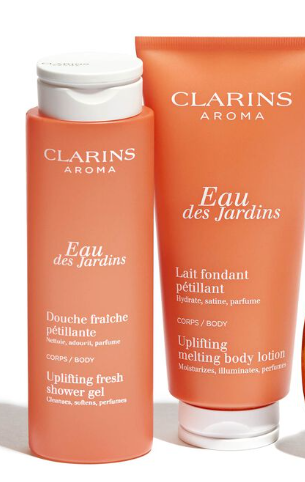 CLARINS
CLARINS
AROMA
Eau
des Jardins
Douche fraîche
pétillante
Nettoie, adoucit, parfume
CORPS / BODY
Uplifting fresh
shower gel
Cleanses, softens, perfumes
CLARINS
AROMA
Eau
des Jardins
Lait fondant
pétillant
Hydrate, satine, parfume
CORPS / BODY
Uplifting
melting body lotion
Moisturizes, illuminates, perfumes